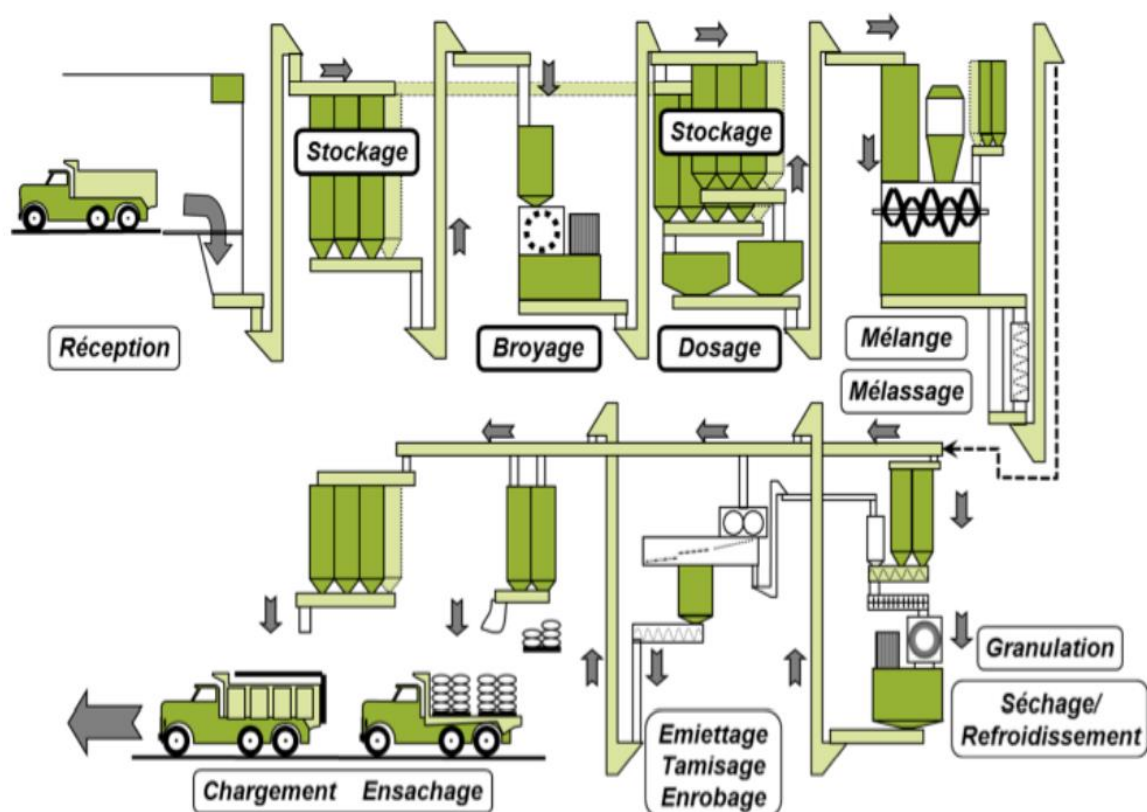 Stockage
Stockage
Réception
Broyage
Dosage
Mélange
Mélassage
Granulation
Séchage/
Refroidissement
Emiettage
Tamisage
Enrobage
Chargement Ensachage